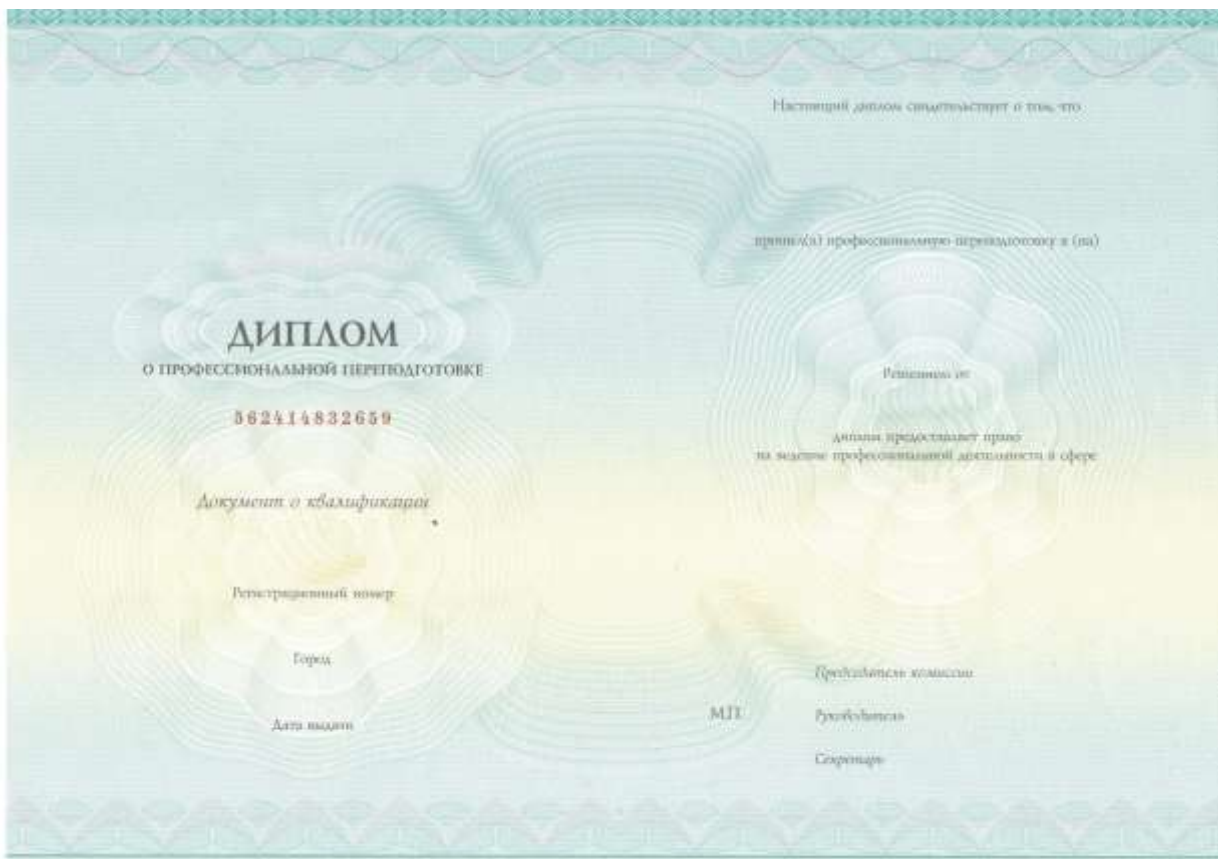 ДИПЛОМ
О ПРОФЕССИОНАЛЬНОЙ ПЕРЕПОДГОТОВКЕ
562414832659
Документ о квалификации
Регистрационный номер
Город
Дата выдачи
Настоящий диплом свидетельствует о том, что
прошел(а) профессиональную переподготовку в (на)
Решением от
диплом предоставляет право
на ведение профессиональной деятельности в сфере
М.П.
Председатель комиссии
Руководитель
Секретарь